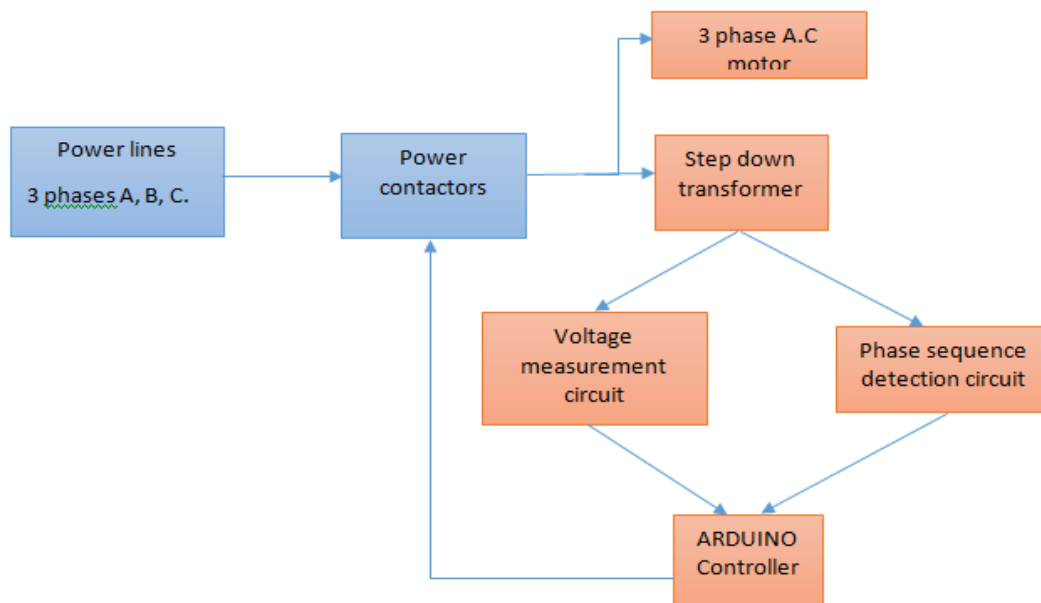 3 phase A.C
motor
Power lines
3 phases A, B, C.
Power
contactors
Step down
transformer
Voltage
measurement
circuit
Phase sequence
detection circuit
ARDUINO
Controller